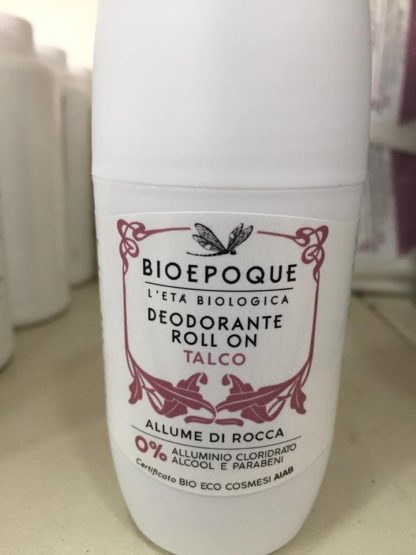 BIOEPOQUE
L'ETÀ BIOLOGICA
DEODORANTE
ROLL ON
TALCO
ALLUME DI ROCCA
0% ALLUMINIO CLORIDRATO
ALCOOL E PARABENI
Certificato BIO ECO COSMESI AIAB